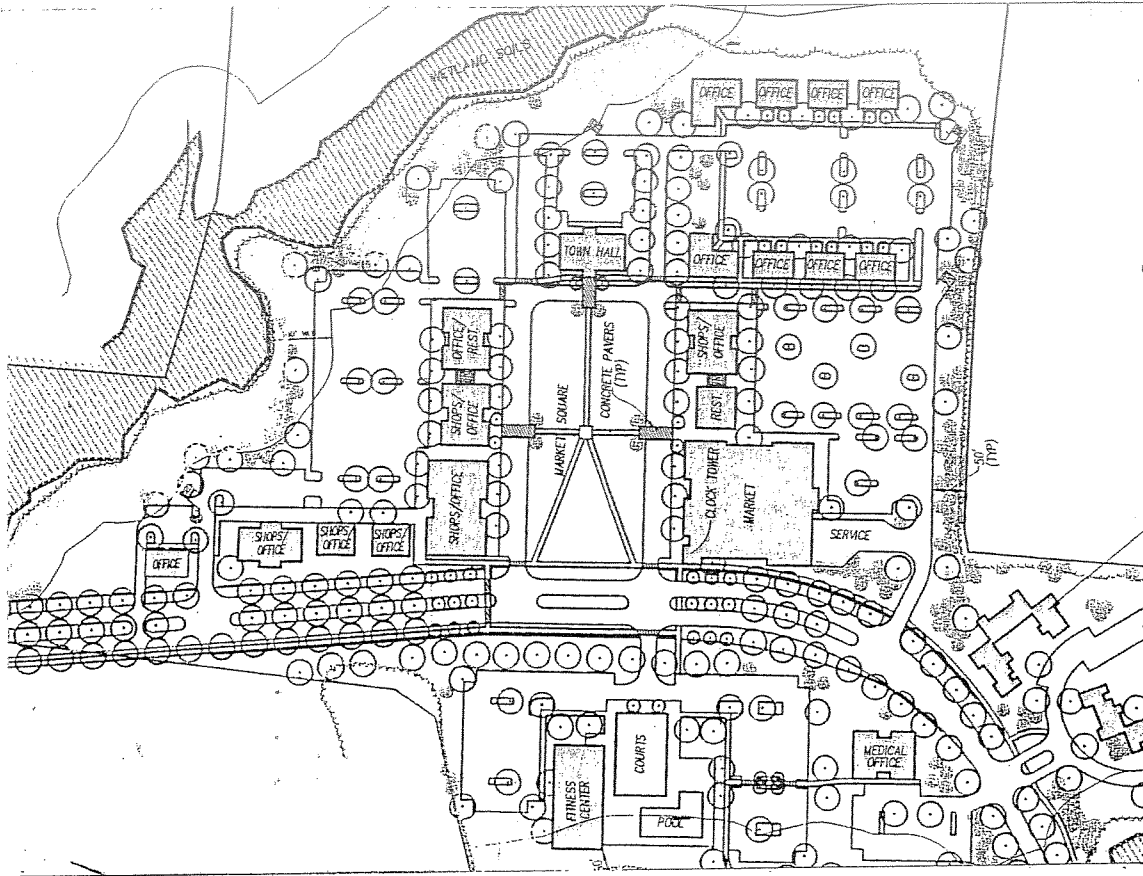 WETLAND SOILS
OFFICE
OFFICE
OFFICE
OFFICE
TOWN HALL
OFFICE
OFFICE
OFFICE
OFFICE
OFFICE/
REST.
SHOPS/
OFFICE
SHOPS/OFFICE
MARKET SQUARE
CONCRETE PAVERS
(TYP)
SHOPS/
OFFICE
REST.
CLOCK TOWER
MARKET
50'
(TYP)
SERVICE
SHOPS/
OFFICE
SHOPS/
OFFICE
SHOPS/
OFFICE
OFFICE
FITNESS
CENTER
COURTS
POOL
MEDICAL
OFFICE
50'